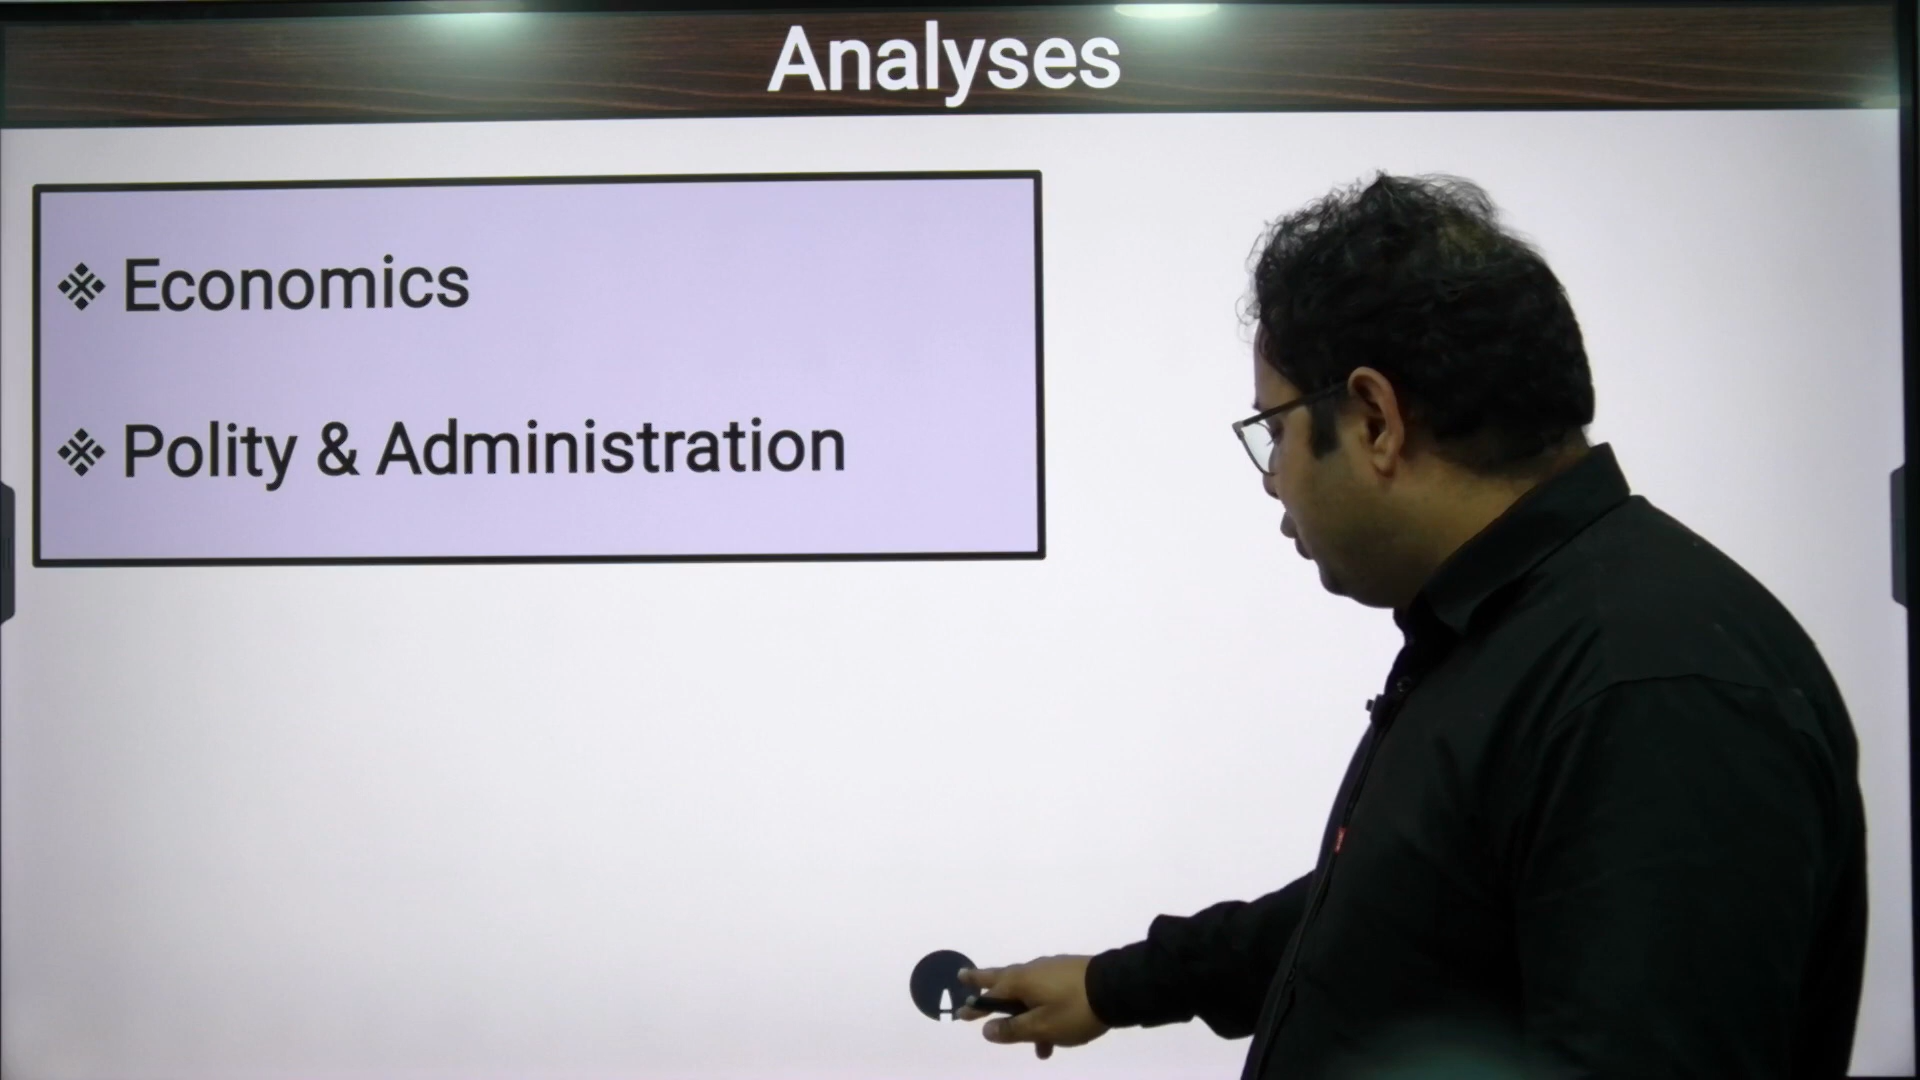 Analyses
❖ Economics
❖ Polity & Administration